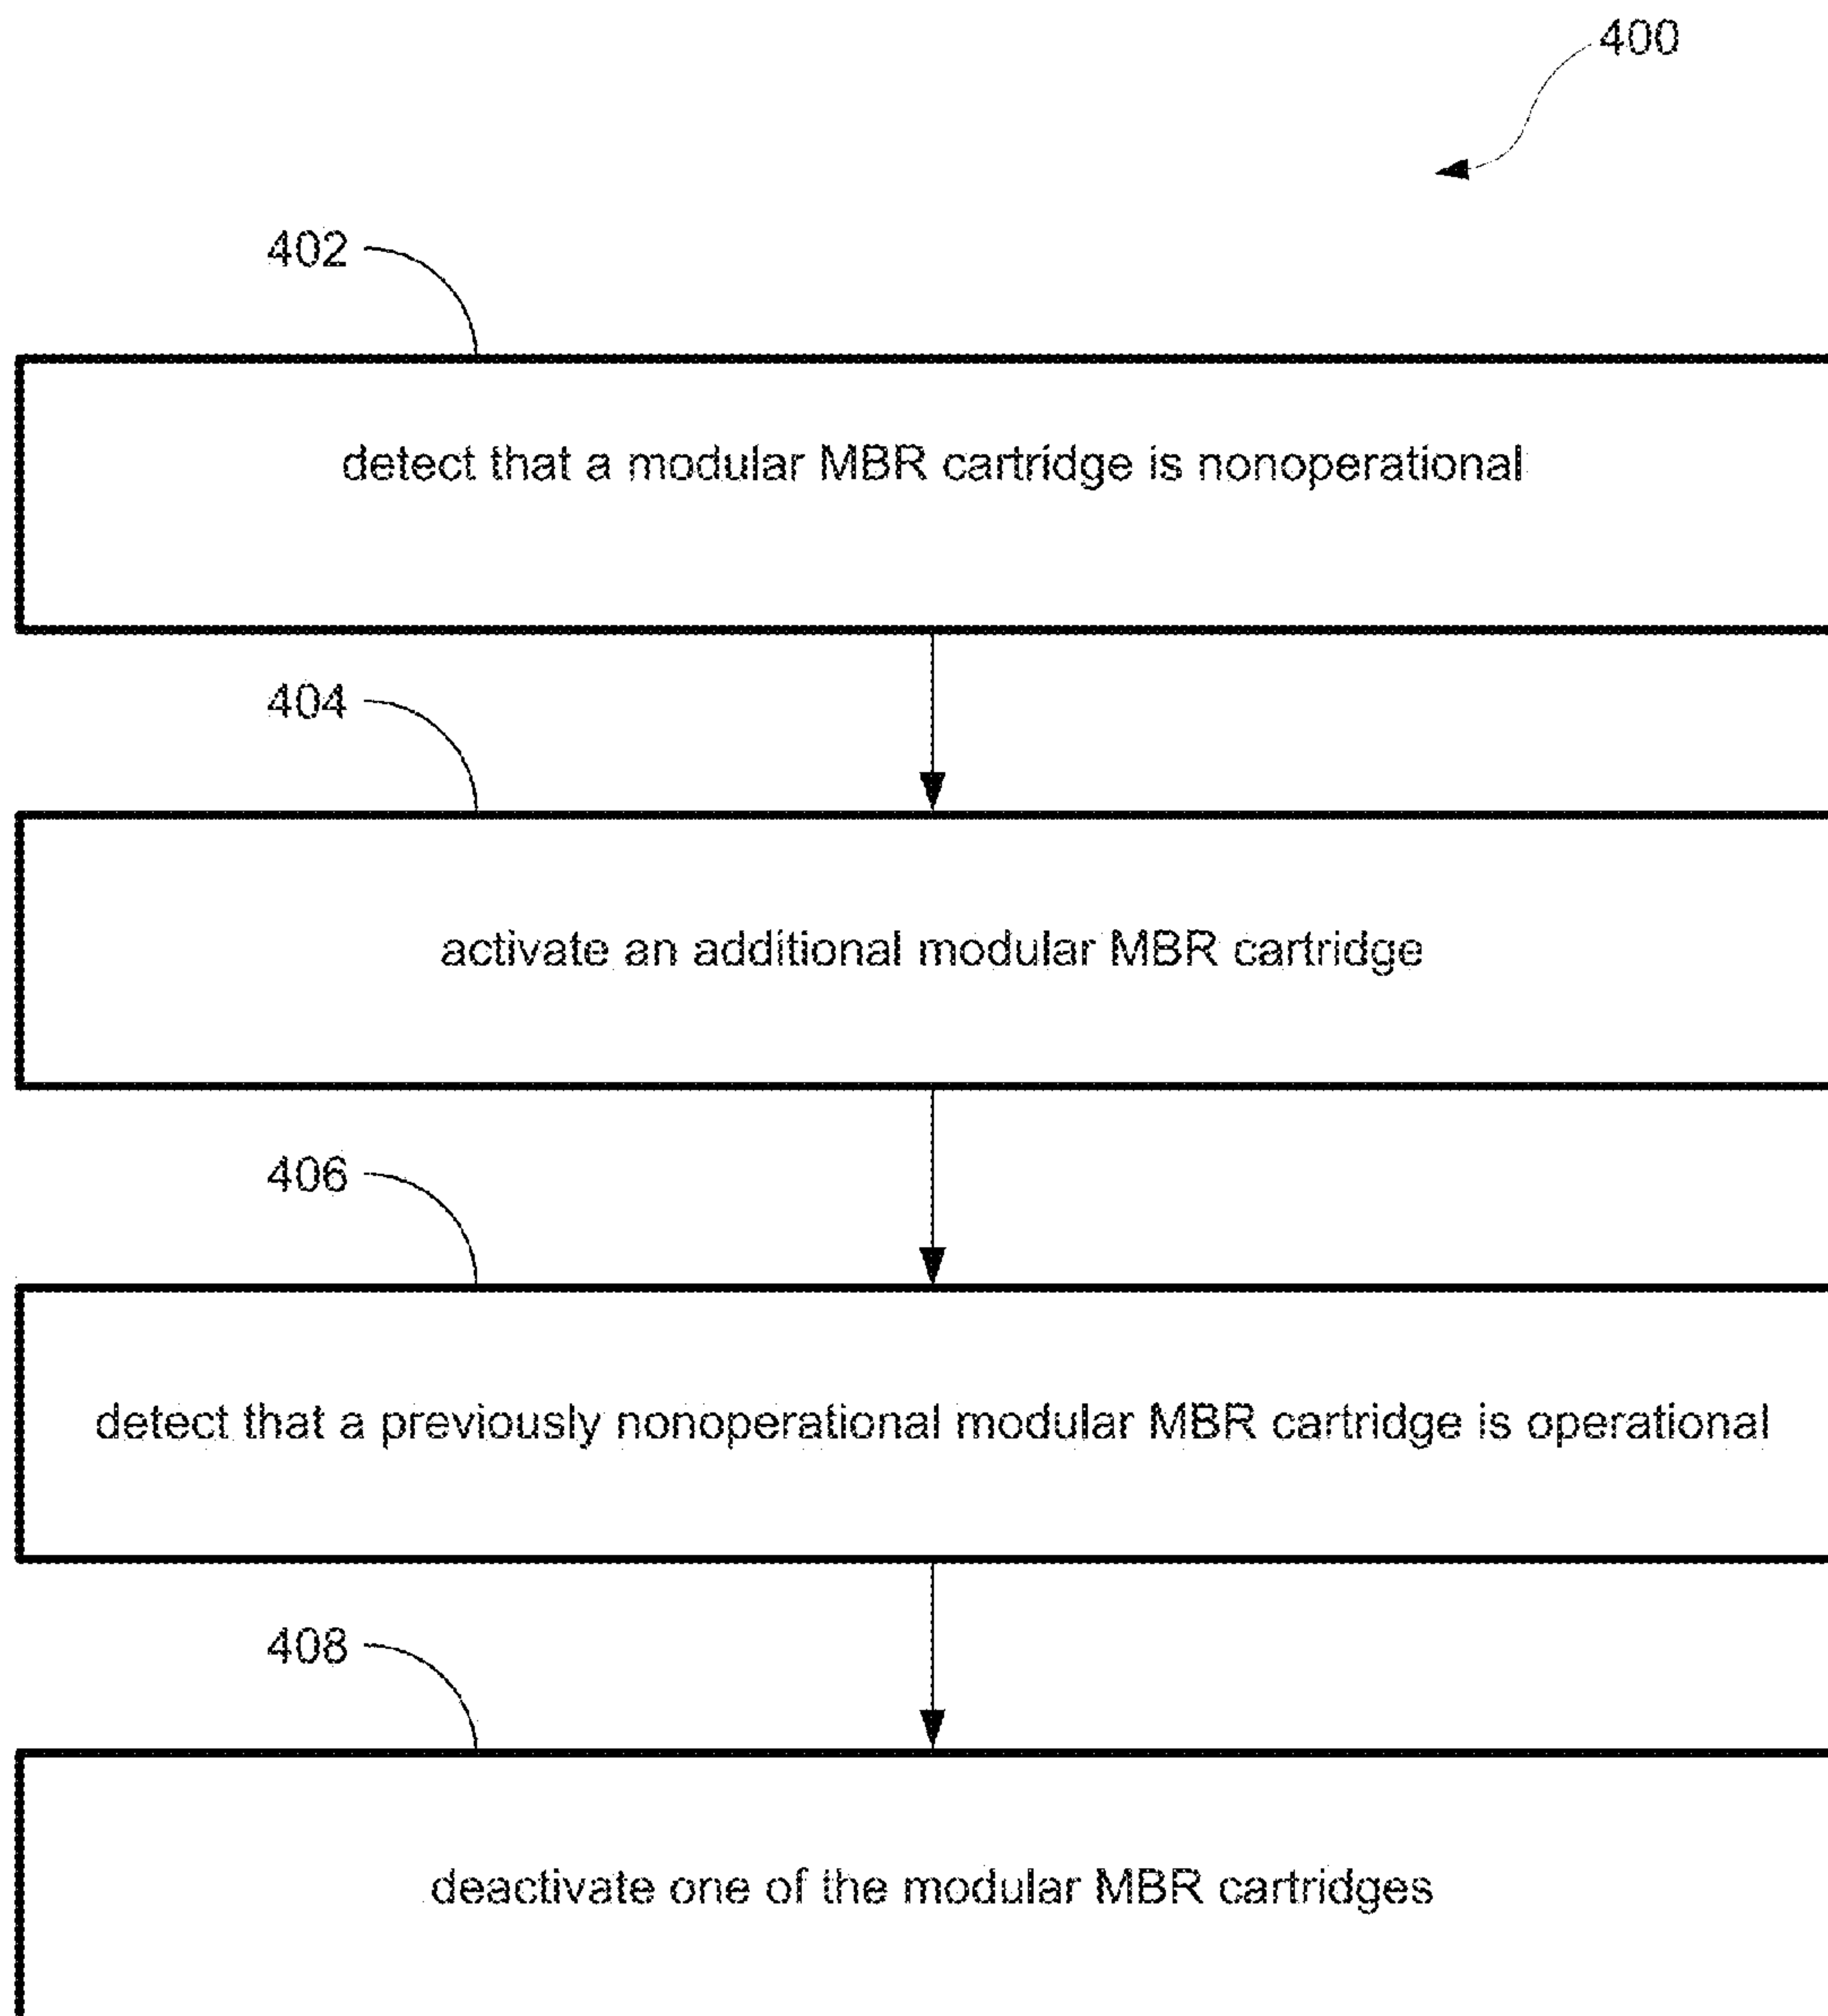 400
402
detect that a modular MBR cartridge is nonoperational
404
activate an additional modular MBR cartridge
406
detect that a previously nonoperational modular MBR cartridge is operational
408
deactivate one of the modular MBR cartridges